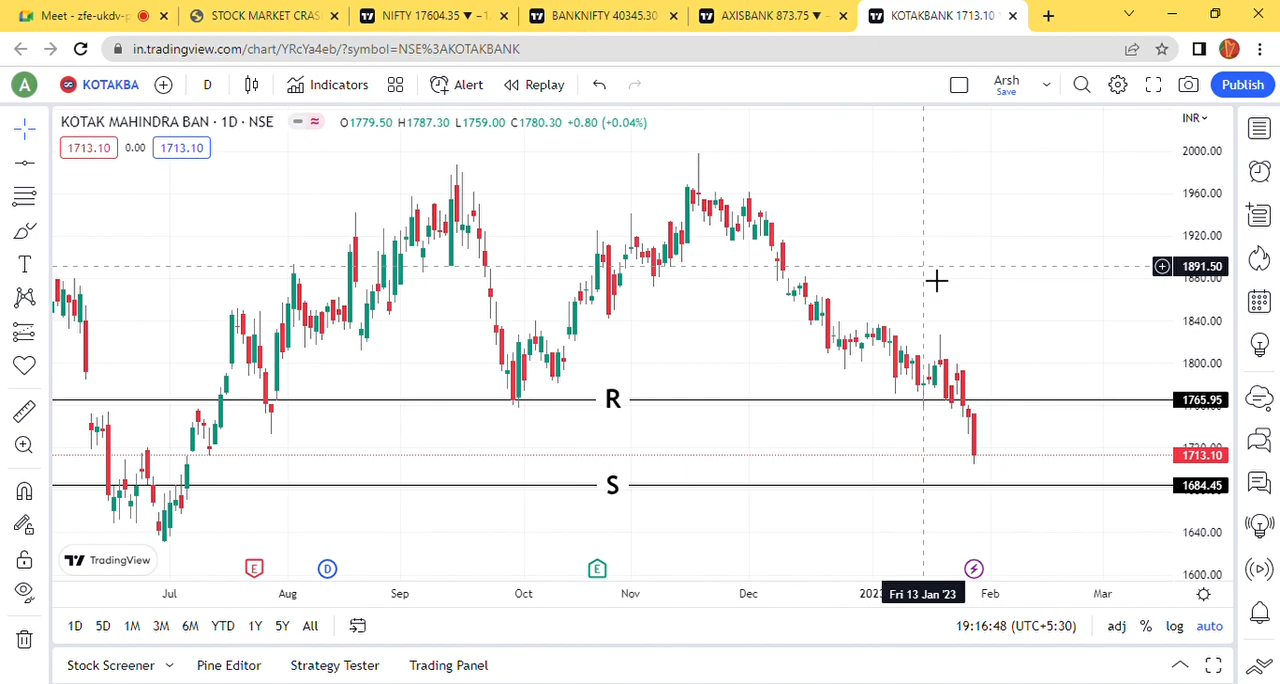 Meet - zfe-ukdv-p
STOCK MARKET CRAS
NIFTY 17604.35 ▼ −1.
BANKNIFTY 40345.30
AXISBANK 873.75 ▼ −
KOTAKBANK 1713.10
in.tradingview.com/chart/YRcYa4eb/?symbol=NSE%3AKOTAKBANK
A
KOTAKBA
D
Indicators
Alert
Replay
Arsh
Save
Publish
KOTAK MAHINDRA BAN · 1D · NSE
O1779.50 H1787.30 L1759.00 C1780.30 +0.80 (+0.04%)
INR
1713.10 0.00 1713.10
2000.00
1960.00
1920.00
1891.50
1880.00
1840.00
1800.00
R
1765.95
1713.10
S
1684.45
1640.00
1600.00
TradingView
E D E
Jul Aug Sep Oct Nov Dec 2023 Fri 13 Jan '23 Feb Mar
1D 5D 1M 3M 6M YTD 1Y 5Y All
19:16:48 (UTC+5:30) adj % log auto
Stock Screener Pine Editor Strategy Tester Trading Panel